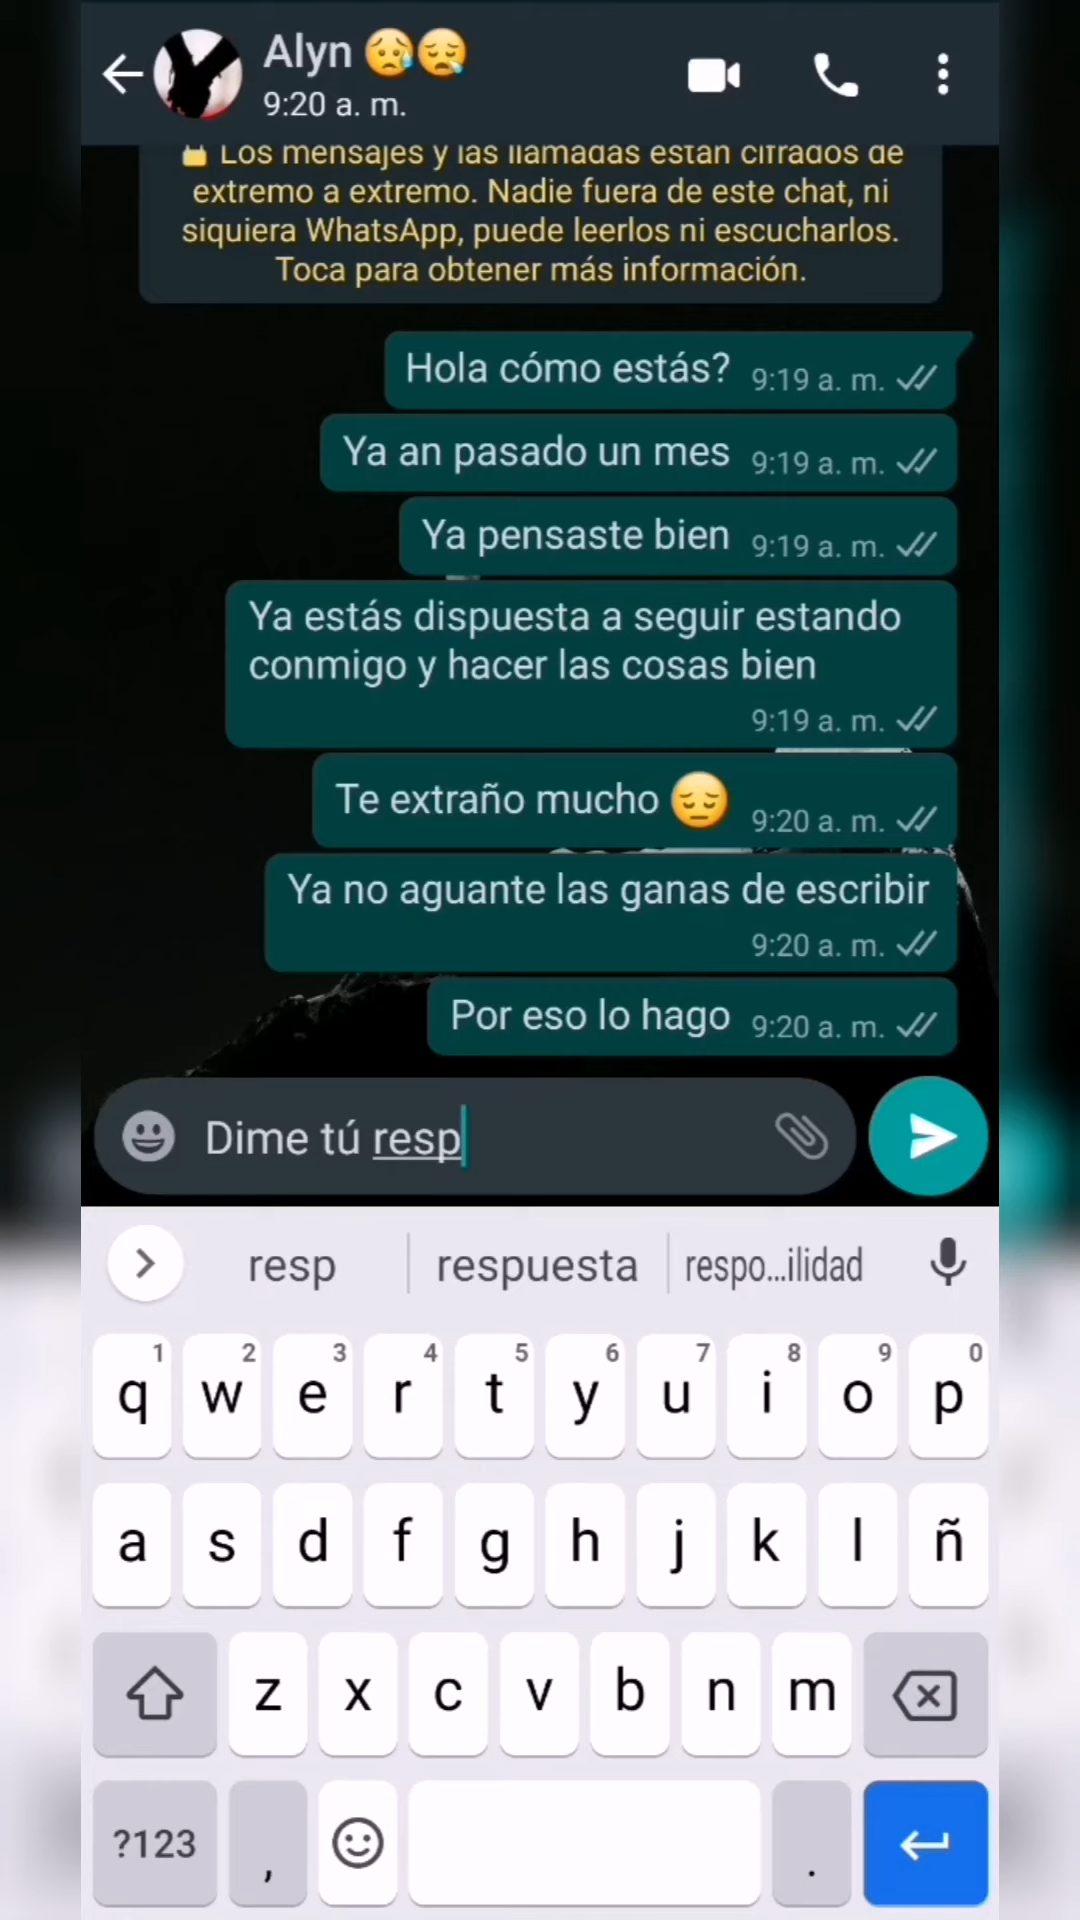 Alyn 😥😪
9:20 a. m.
Los mensajes y las llamadas están cifrados de
extremo a extremo. Nadie fuera de este chat, ni
siquiera WhatsApp, puede leerlos ni escucharlos.
Toca para obtener más información.
Hola cómo estás? 9:19 a. m.
Ya an pasado un mes 9:19 a. m.
Ya pensaste bien 9:19 a. m.
Ya estás dispuesta a seguir estando
conmigo y hacer las cosas bien
9:19 a. m.
Te extraño mucho 😔 9:20 a. m.
Ya no aguante las ganas de escribir
9:20 a. m.
Por eso lo hago 9:20 a. m.
Dime tú resp
resp respuesta respo...ilidad
1 2 3 4 5 6 7 8 9 0
q w e r t y u i o p
a s d f g h j k l ñ
z x c v b n m
?123 , .